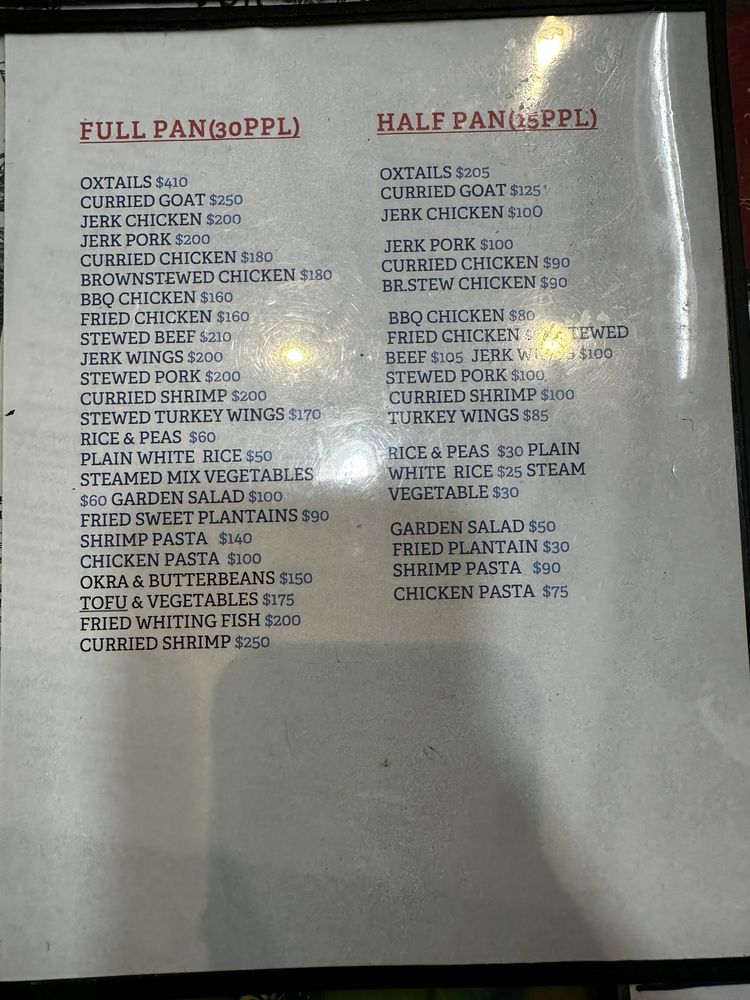 FULL PAN(30PPL)
OXTAILS $410
CURRIED GOAT $250
JERK CHICKEN $200
JERK PORK $200
CURRIED CHICKEN $180
BROWNSTEWED CHICKEN $180
BBQ CHICKEN $160
FRIED CHICKEN $160
STEWED BEEF $210
JERK WINGS $200
STEWED PORK $200
CURRIED SHRIMP $200
STEWED TURKEY WINGS $170
RICE & PEAS $60
PLAIN WHITE RICE $50
STEAMED MIX VEGETABLES
$60 GARDEN SALAD $100
FRIED SWEET PLANTAINS $90
SHRIMP PASTA $140
CHICKEN PASTA $100
OKRA & BUTTERBEANS $150
TOFU & VEGETABLES $175
FRIED WHITING FISH $200
CURRIED SHRIMP $250
HALF PAN(15PPL)
OXTAILS $205
CURRIED GOAT $125
JERK CHICKEN $100
JERK PORK $100
CURRIED CHICKEN $90
BR.STEW CHICKEN $90
BBQ CHICKEN $80
FRIED CHICKEN STEWED
BEEF $105 JERK WINGS $100
STEWED PORK $100
CURRIED SHRIMP $100
TURKEY WINGS $85
RICE & PEAS $30 PLAIN
WHITE RICE $25 STEAM
VEGETABLE $30
GARDEN SALAD $50
FRIED PLANTAIN $30
SHRIMP PASTA $90
CHICKEN PASTA $75